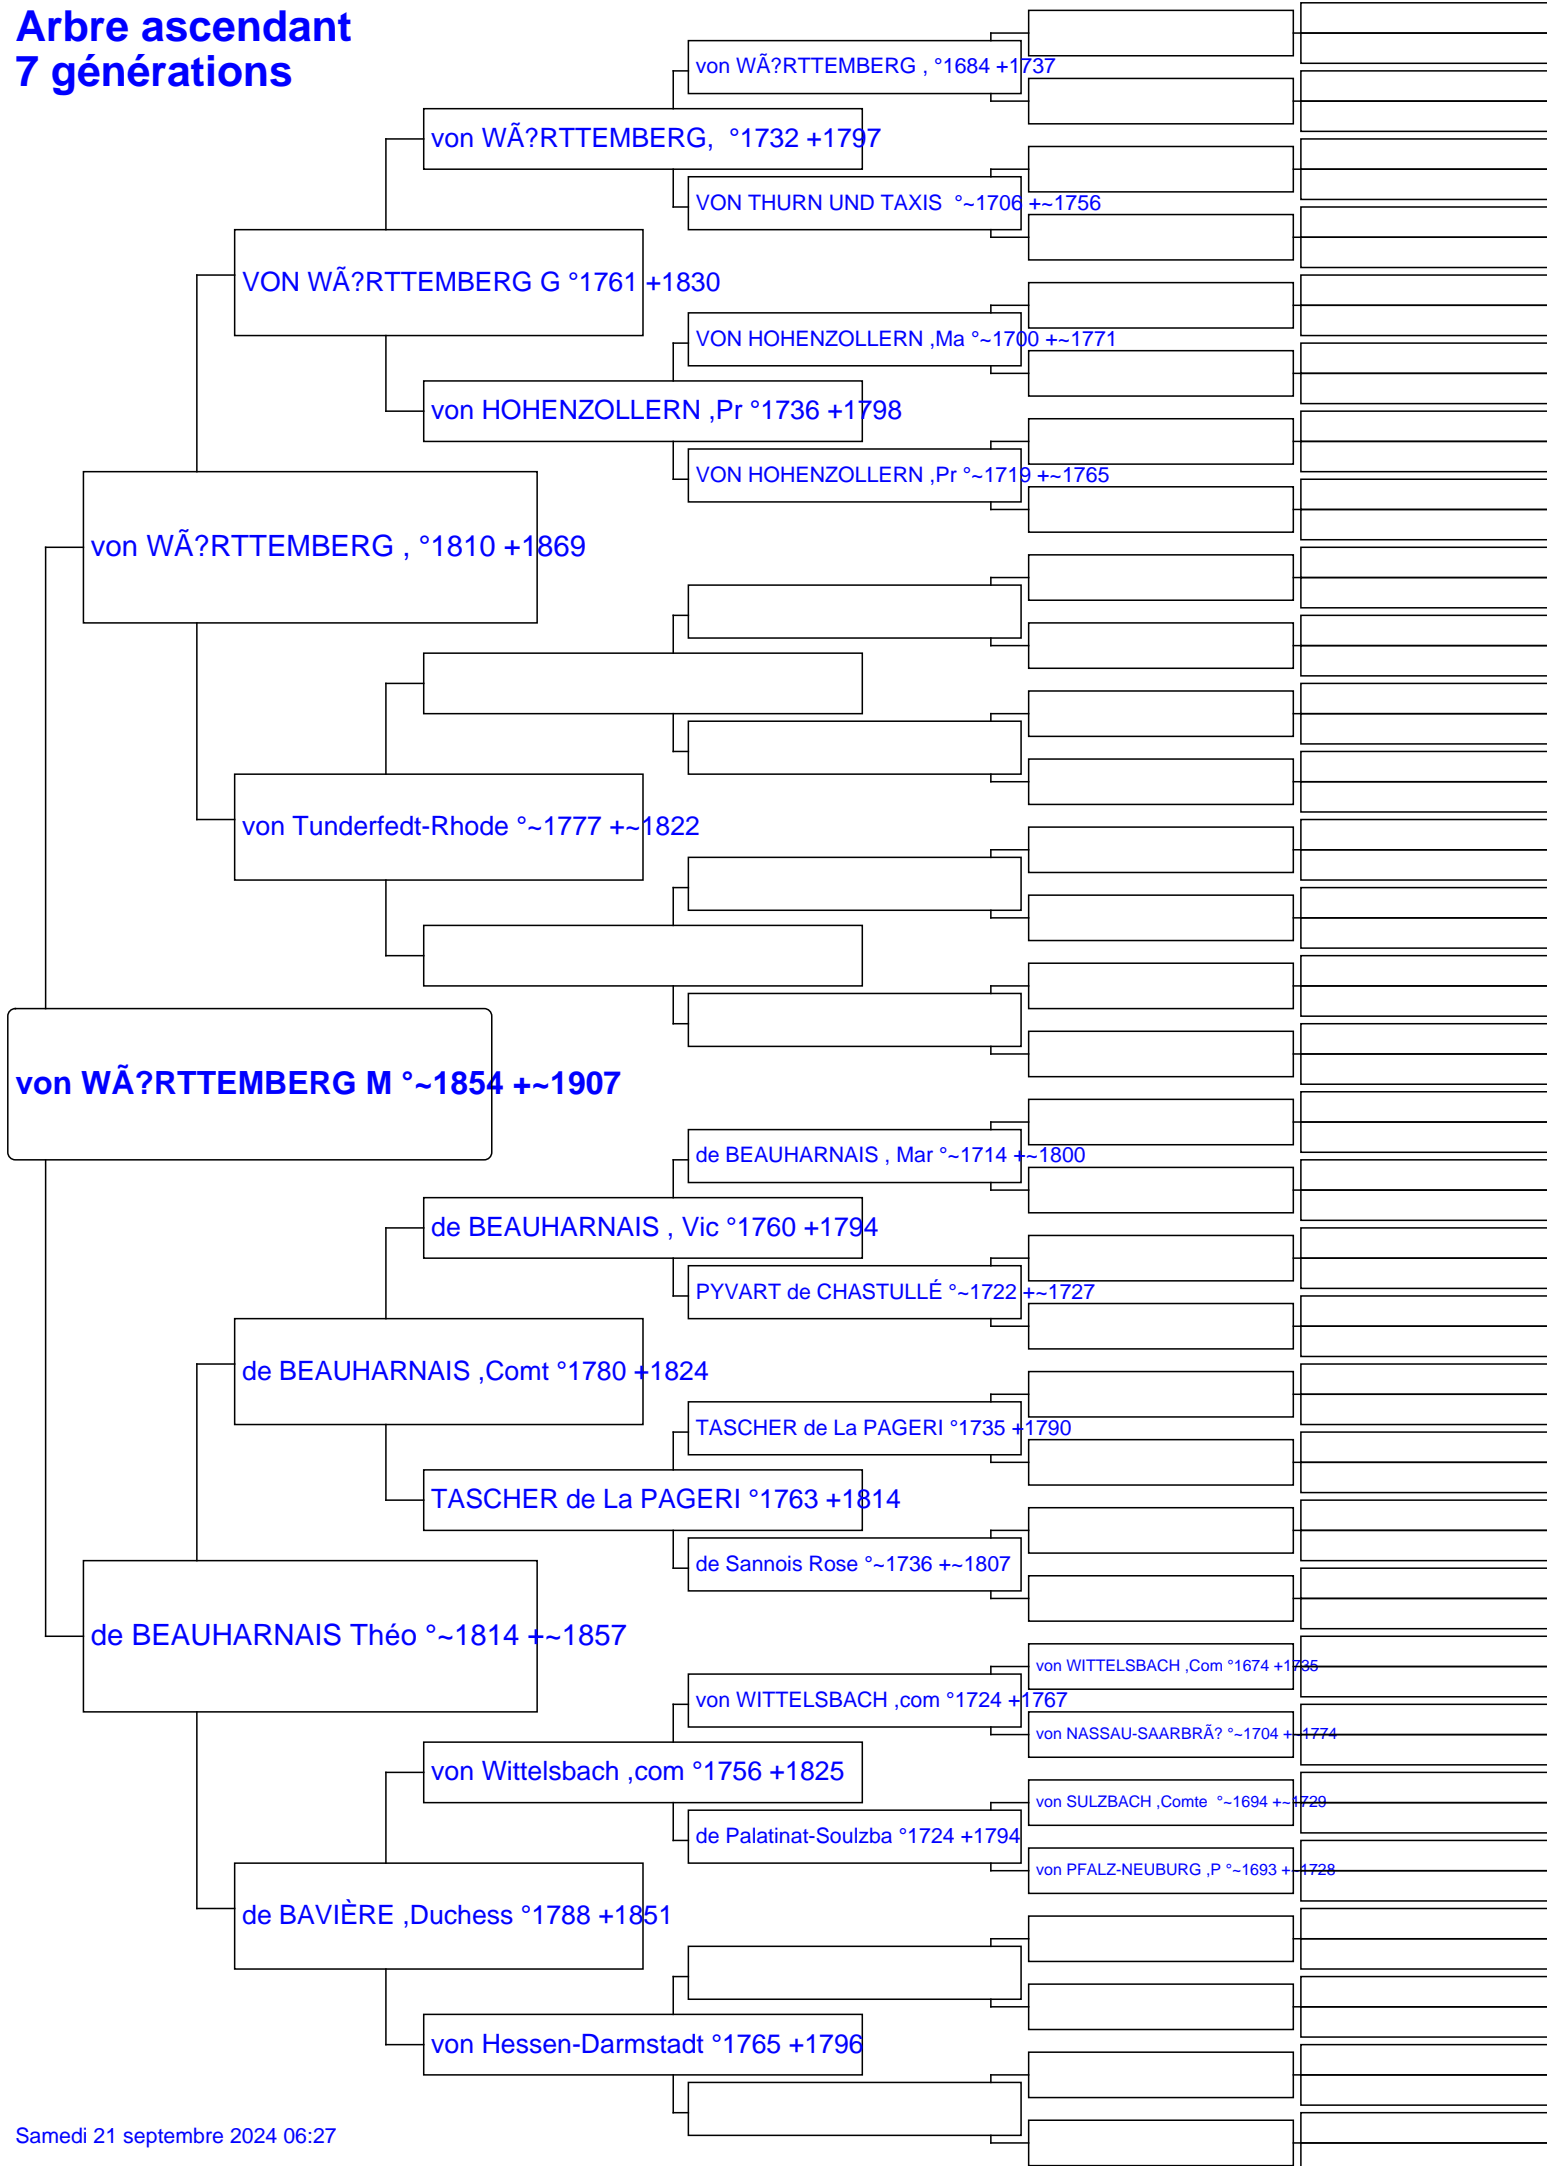 Arbre ascendant
7 générations
von WÃ?RTTEMBERG , °1684 +1737
von WÃ?RTTEMBERG,  °1732 +1797
VON THURN UND TAXIS  °~1706 +~1756
VON WÃ?RTTEMBERG G °1761 +1830
VON HOHENZOLLERN ,Ma °~1700 +~1771
von HOHENZOLLERN ,Pr °1736 +1798
VON HOHENZOLLERN ,Pr °~1719 +~1765
von WÃ?RTTEMBERG , °1810 +1869
von Tunderfedt-Rhode °~1777 +~1822
von WÃ?RTTEMBERG M °~1854 +~1907
de BEAUHARNAIS , Mar °~1714 +~1800
de BEAUHARNAIS , Vic °1760 +1794
PYVART de CHASTULLÉ °~1722 +~1727
de BEAUHARNAIS ,Comt °1780 +1824
TASCHER de La PAGERI °1735 +1790
TASCHER de La PAGERI °1763 +1814
de Sannois Rose °~1736 +~1807
de BEAUHARNAIS Théo °~1814 +~1857
von WITTELSBACH ,Com °1674 +1735
von WITTELSBACH ,com °1724 +1767
von NASSAU-SAARBRÃ? °~1704 +~1774
von Wittelsbach ,com °1756 +1825
von SULZBACH ,Comte  °~1694 +~1729
de Palatinat-Soulzba °1724 +1794
von PFALZ-NEUBURG ,P °~1693 +~1728
de BAVIÈRE ,Duchess °1788 +1851
von Hessen-Darmstadt °1765 +1796
Samedi 21 septembre 2024 06:27